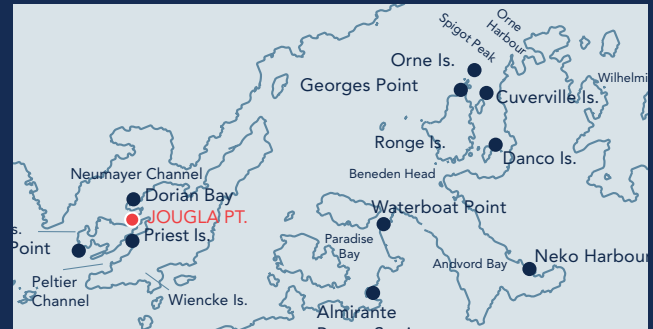 Orne
Harbour
Spigot Peak
Orne Is.
Georges Point
Cuverville Is.
Wilhelmi
Ronge Is.
Danco Is.
Beneden Head
Neumayer Channel
Dorian Bay
JOUGLA PT.
Priest Is.
s.
Point
Peltier
Channel
Wiencke Is.
Waterboat Point
Paradise
Bay
Andvord Bay
Neko Harbour
Almirante